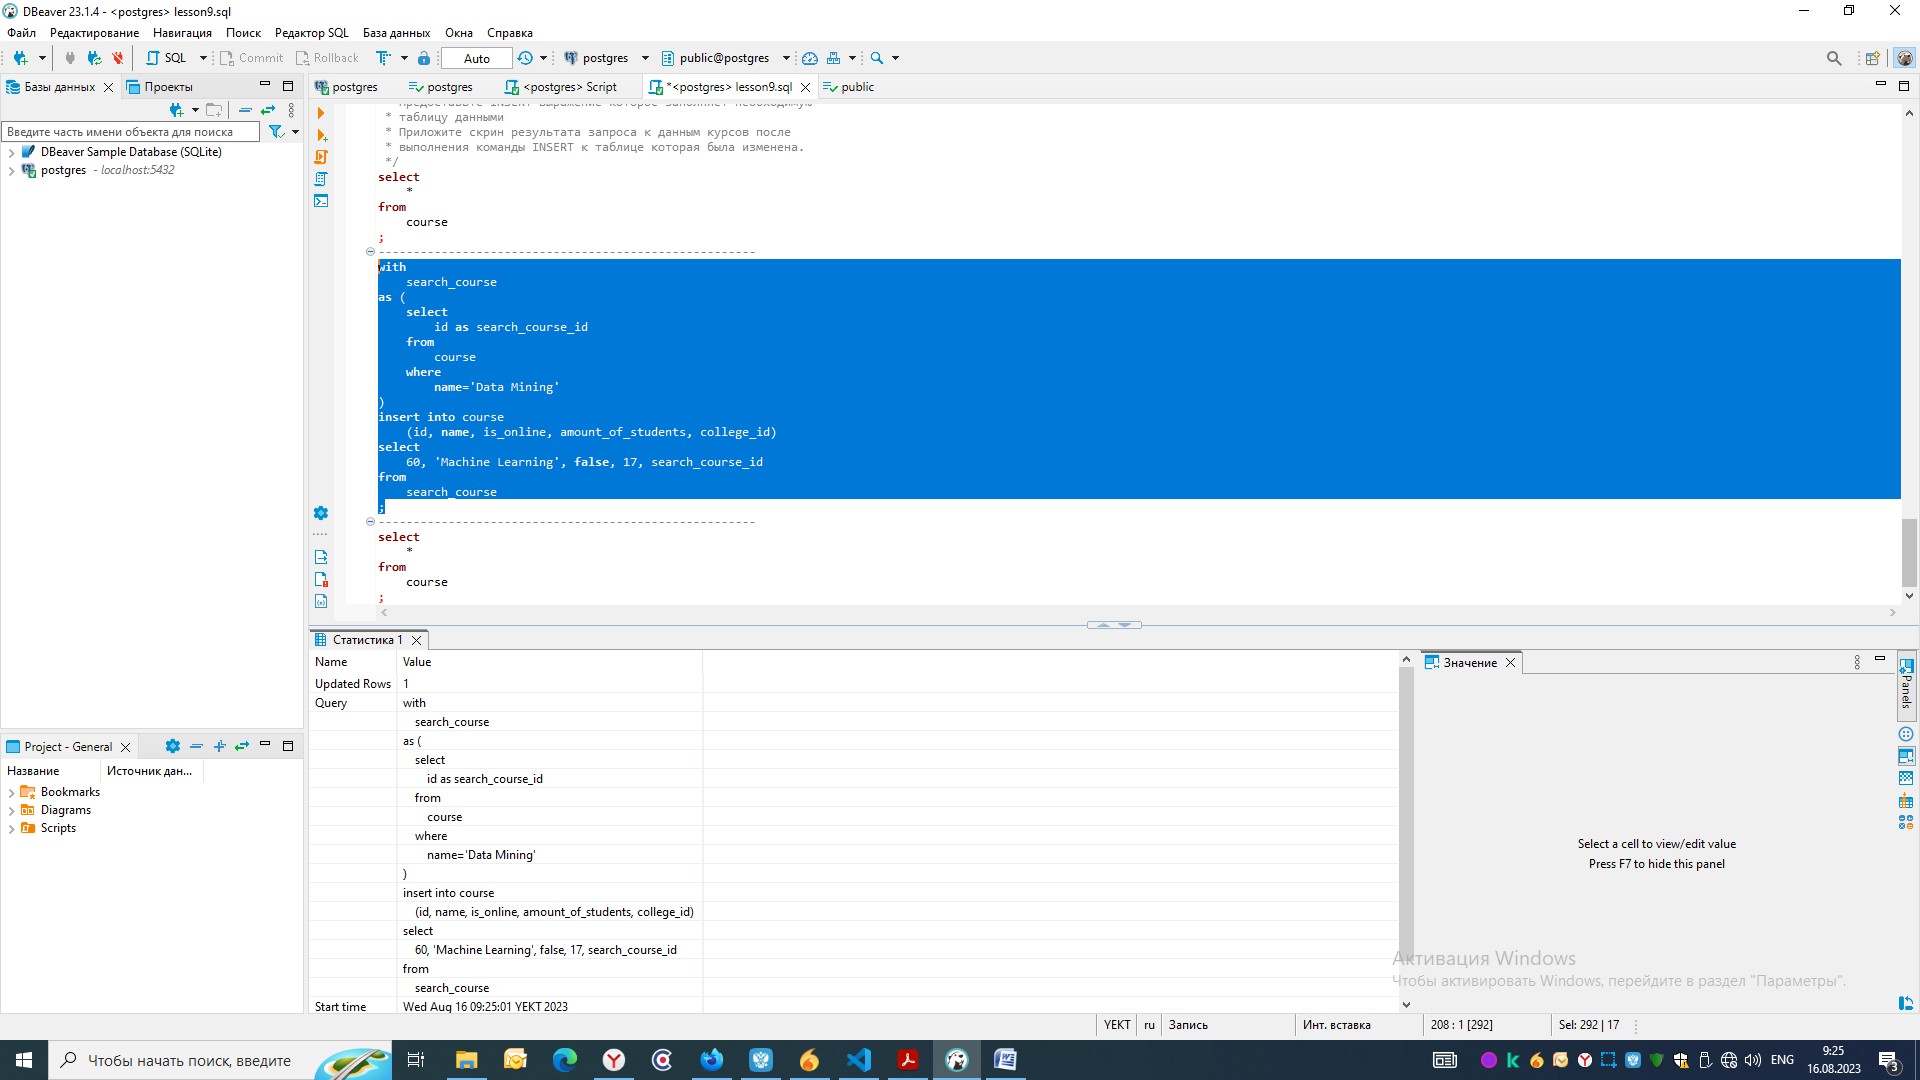 DBeaver 23.1.4 - <postgres> lesson9.sql
Файл Редактирование Навигация Поиск Редактор SQL База данных Окна Справка
SQL Commit Rollback Auto postgres public@postgres
Базы данных Проекты
postgres postgres <postgres> Script *<postgres> lesson9.sql public
Введите часть имени объекта для поиска
DBeaver Sample Database (SQLite)
postgres - localhost:5432
* Предоставьте INSERT выражение которое заполняет необходимую
* таблицу данными
* Приложите скрин результата запроса к данным курсов после
* выполнения команды INSERT к таблице которая была изменена.
*/
select
*
from
course
;
------------------------------------------------------
with
search_course
as (
select
id as search_course_id
from
course
where
name='Data Mining'
)
insert into course
(id, name, is_online, amount_of_students, college_id)
select
60, 'Machine Learning', false, 17, search_course_id
from
search_course
;
------------------------------------------------------
select
*
from
course
;
Статистика 1
Name Value
Updated Rows 1
Query with
search_course
as (
select
id as search_course_id
from
course
where
name='Data Mining'
)
insert into course
(id, name, is_online, amount_of_students, college_id)
select
60, 'Machine Learning', false, 17, search_course_id
from
search_course
Start time Wed Aug 16 09:25:01 YEKT 2023
Значение
Panels
Select a cell to view/edit value
Press F7 to hide this panel
Project - General
Название Источник дан...
Bookmarks
Diagrams
Scripts
Активация Windows
Чтобы активировать Windows, перейдите в раздел "Параметры".
YEKT ru Запись Инт. вставка 208 : 1 [292] Sel: 292 | 17
Чтобы начать поиск, введите
ENG
9:25
16.08.2023
3